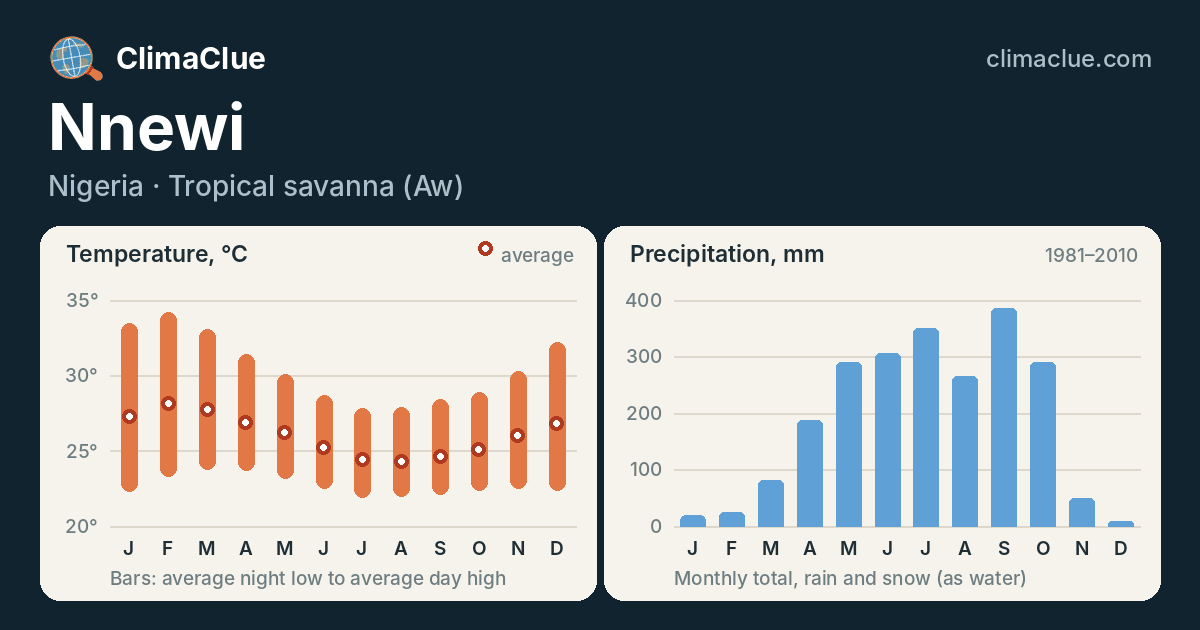 ClimaClue
climaclue.com
Nnewi
Nigeria · Tropical savanna (Aw)
Temperature, °C
average
35°
30°
25°
20°
J F M A M J J A S O N D
Bars: average night low to average day high
Precipitation, mm
1981–2010
400
300
200
100
0
J F M A M J J A S O N D
Monthly total, rain and snow (as water)